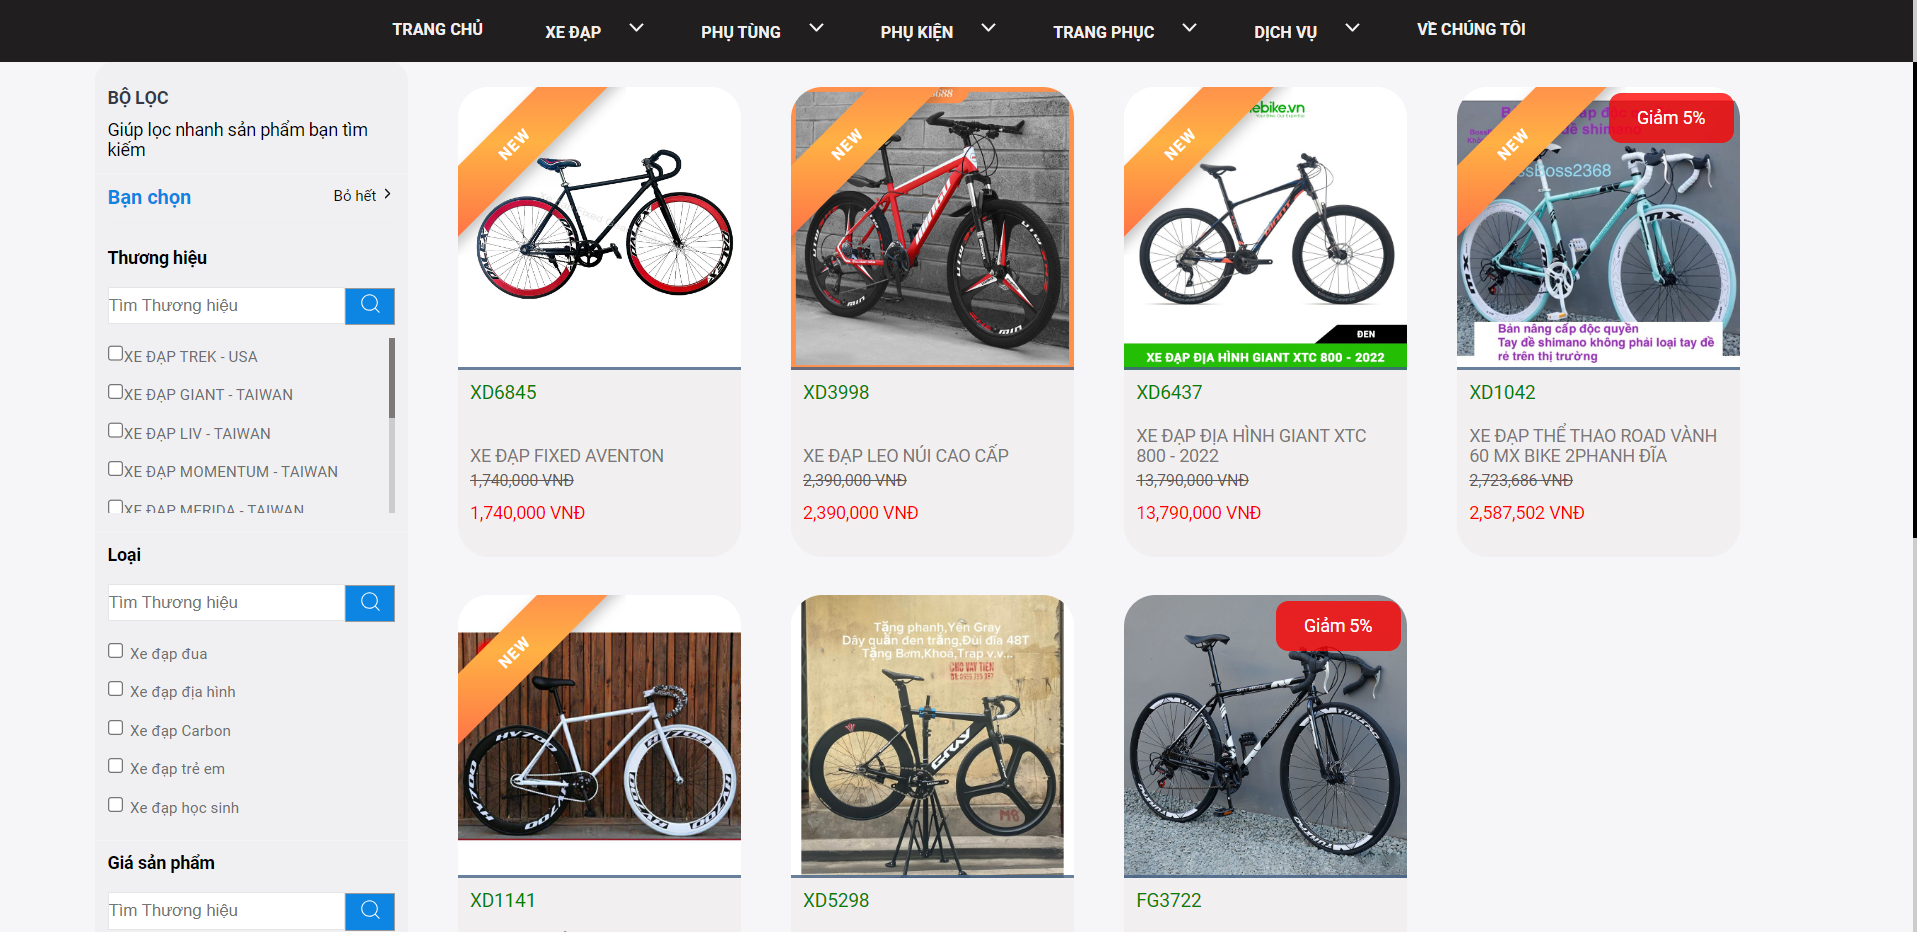 TRANG CHỦ
XE ĐẠP
PHỤ TÙNG
PHỤ KIỆN
TRANG PHỤC
DỊCH VỤ
VỀ CHÚNG TÔI
BỘ LỌC
Giúp lọc nhanh sản phẩm bạn tìm
kiếm
Bạn chọn
Bỏ hết
Thương hiệu
Tìm Thương hiệu
XE ĐẠP TREK - USA
XE ĐẠP GIANT - TAIWAN
XE ĐẠP LIV - TAIWAN
XE ĐẠP MOMENTUM - TAIWAN
XE ĐẠP MERIDA - TAIWAN
Loại
Tìm Thương hiệu
Xe đạp đua
Xe đạp địa hình
Xe đạp Carbon
Xe đạp trẻ em
Xe đạp học sinh
Giá sản phẩm
Tìm Thương hiệu
NEW
XD6845
XE ĐẠP FIXED AVENTON
1,740,000 VNĐ
1,740,000 VNĐ
NEW
XD3998
XE ĐẠP LEO NÚI CAO CẤP
2,390,000 VNĐ
2,390,000 VNĐ
NEW
ebike.vn
ĐEN
XE ĐẠP ĐỊA HÌNH GIANT XTC 800 - 2022
XD6437
XE ĐẠP ĐỊA HÌNH GIANT XTC
800 - 2022
13,790,000 VNĐ
13,790,000 VNĐ
NEW
Giảm 5%
đề shimano
ssBoss2368
Bản nâng cấp độc quyền
Tay đề shimano không phải loại tay đề
rẻ trên thị trường
XD1042
XE ĐẠP THỂ THAO ROAD VÀNH
60 MX BIKE 2PHANH ĐĨA
2,723,686 VNĐ
2,587,502 VNĐ
NEW
HV700
HV700
XD1141
Tặng phanh,Yên Gray
Dây quấn đen trắng,Đùi đĩa 48T
Tặng Bơm,Khoá,Trap v.v...
GRAY
XD5298
Giảm 5%
FG3722